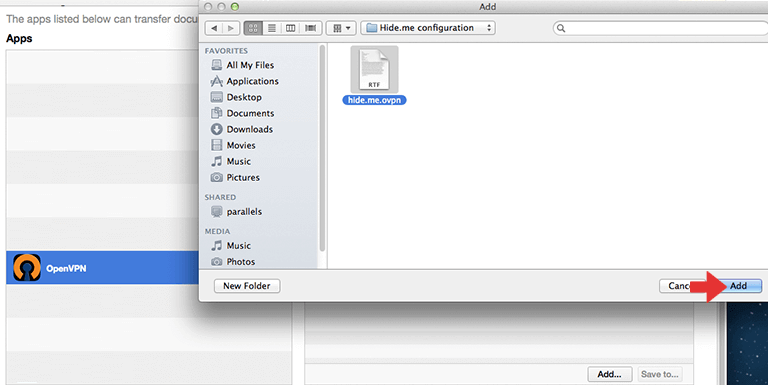 The apps listed below can transfer docu
Apps
OpenVPN
Add
Hide.me configuration
FAVORITES
All My Files
Applications
Desktop
Documents
Downloads
Movies
Music
Pictures
SHARED
parallels
MEDIA
Music
Photos
RTF
hide.me.ovpn
New Folder
Canc
Add
Add...
Save to...